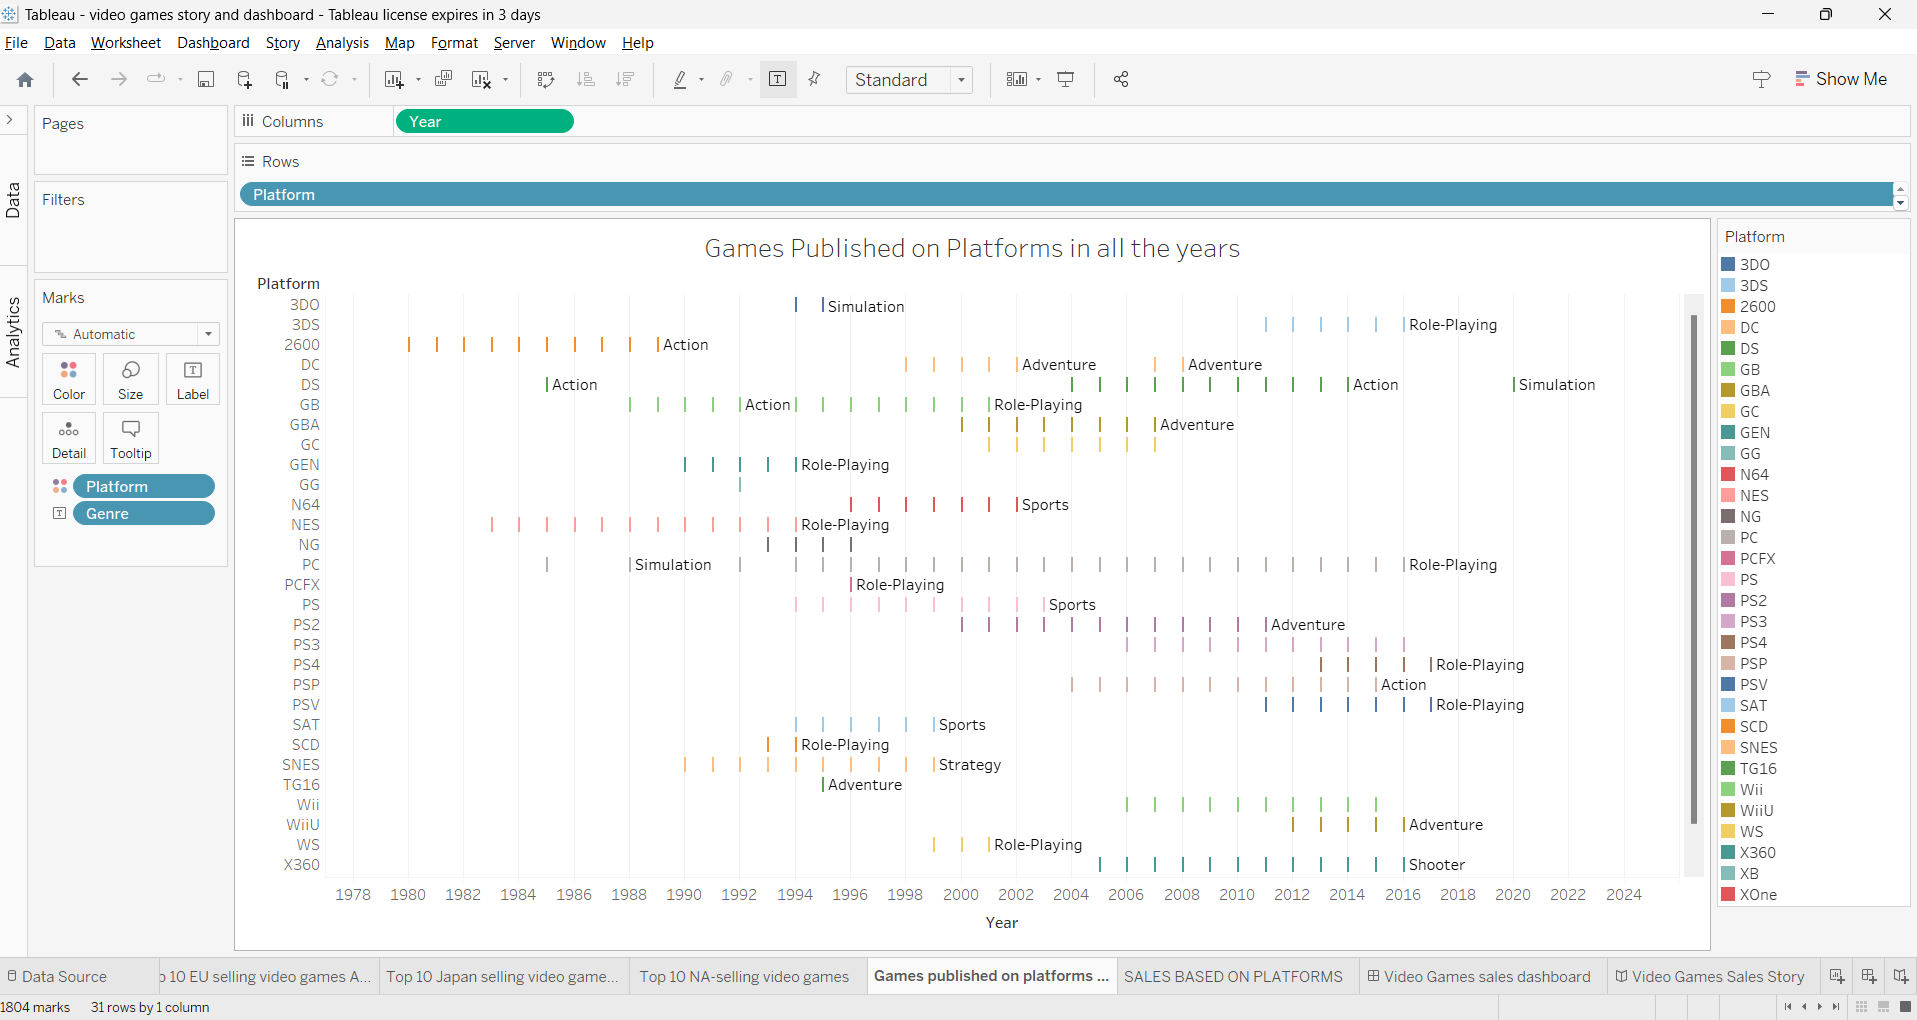 Tableau - video games story and dashboard - Tableau license expires in 3 days
File Data Worksheet Dashboard Story Analysis Map Format Server Window Help
Standard
Show Me
Data
Analytics
Pages
Filters
Marks
Automatic
Color Size Label
Detail Tooltip
Platform
Genre
Columns Year
Rows
Platform
Games Published on Platforms in all the years
Platform
3DO Simulation
3DS Role-Playing
2600 Action
DC Adventure Adventure
DS Action Action Simulation
GB Action Role-Playing
GBA Adventure
GC
GEN Role-Playing
GG
N64 Sports
NES Role-Playing
NG
PC Simulation Role-Playing
PCFX Role-Playing
PS Sports
PS2 Adventure
PS3
PS4 Role-Playing
PSP Action
PSV Role-Playing
SAT Sports
SCD Role-Playing
SNES Strategy
TG16 Adventure
Wii
WiiU Adventure
WS Role-Playing
X360 Shooter
1978 1980 1982 1984 1986 1988 1990 1992 1994 1996 1998 2000 2002 2004 2006 2008 2010 2012 2014 2016 2018 2020 2022 2024
Year
Platform
3DO
3DS
2600
DC
DS
GB
GBA
GC
GEN
GG
N64
NES
NG
PC
PCFX
PS
PS2
PS3
PS4
PSP
PSV
SAT
SCD
SNES
TG16
Wii
WiiU
WS
X360
XB
XOne
Data Source p 10 EU selling video games A... Top 10 Japan selling video game... Top 10 NA-selling video games Games published on platforms ... SALES BASED ON PLATFORMS Video Games sales dashboard Video Games Sales Story
1804 marks 31 rows by 1 column